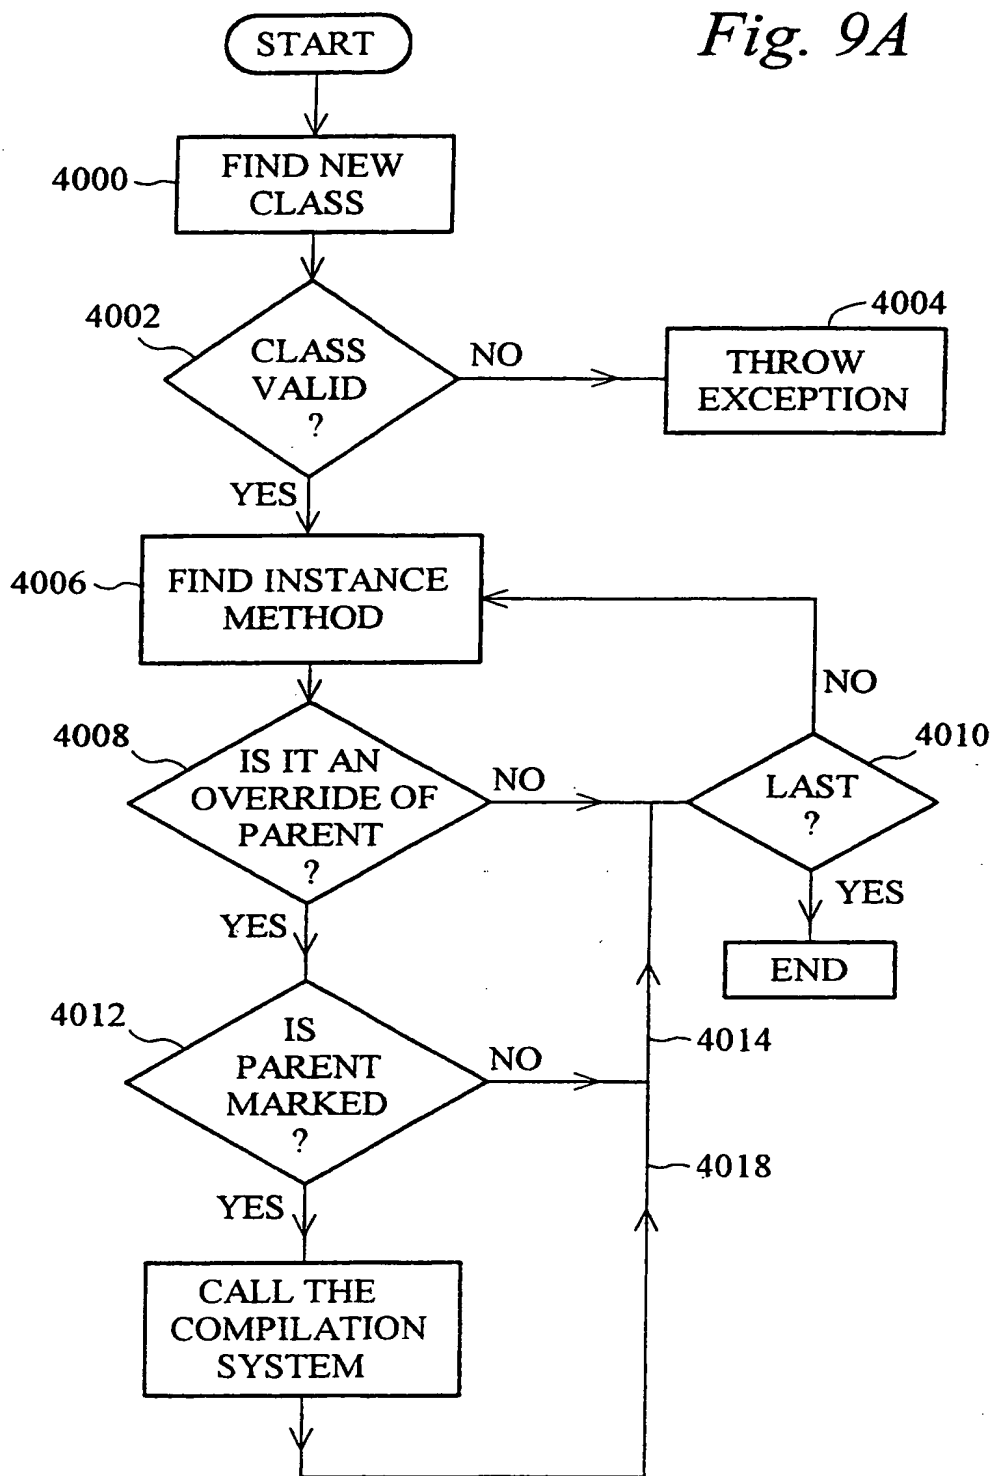 Fig. 9A
START
4000
FIND NEW
CLASS
4002
CLASS
VALID
?
NO
4004
THROW
EXCEPTION
YES
4006
FIND INSTANCE
METHOD
NO
4008
IS IT AN
OVERRIDE OF
PARENT
?
NO
4010
LAST
?
YES
END
YES
4012
IS
PARENT
MARKED
?
NO
4014
4018
YES
CALL THE
COMPILATION
SYSTEM